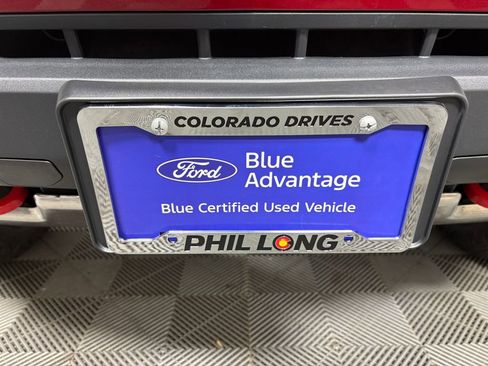 COLORADO DRIVES
Ford
Blue
Advantage
Blue Certified Used Vehicle
PHIL LONG